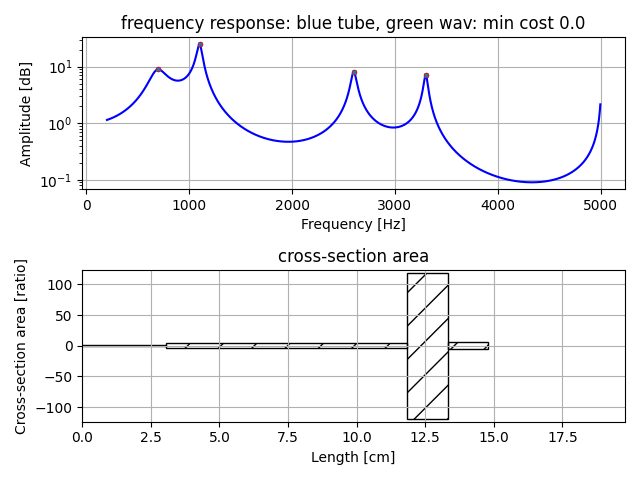 frequency response: blue tube, green wav: min cost 0.0
Amplitude [dB]
10¹
10⁰
10⁻¹
0 1000 2000 3000 4000 5000
Frequency [Hz]
cross-section area
Cross-section area [ratio]
100
50
0
−50
−100
0.0 2.5 5.0 7.5 10.0 12.5 15.0 17.5
Length [cm]